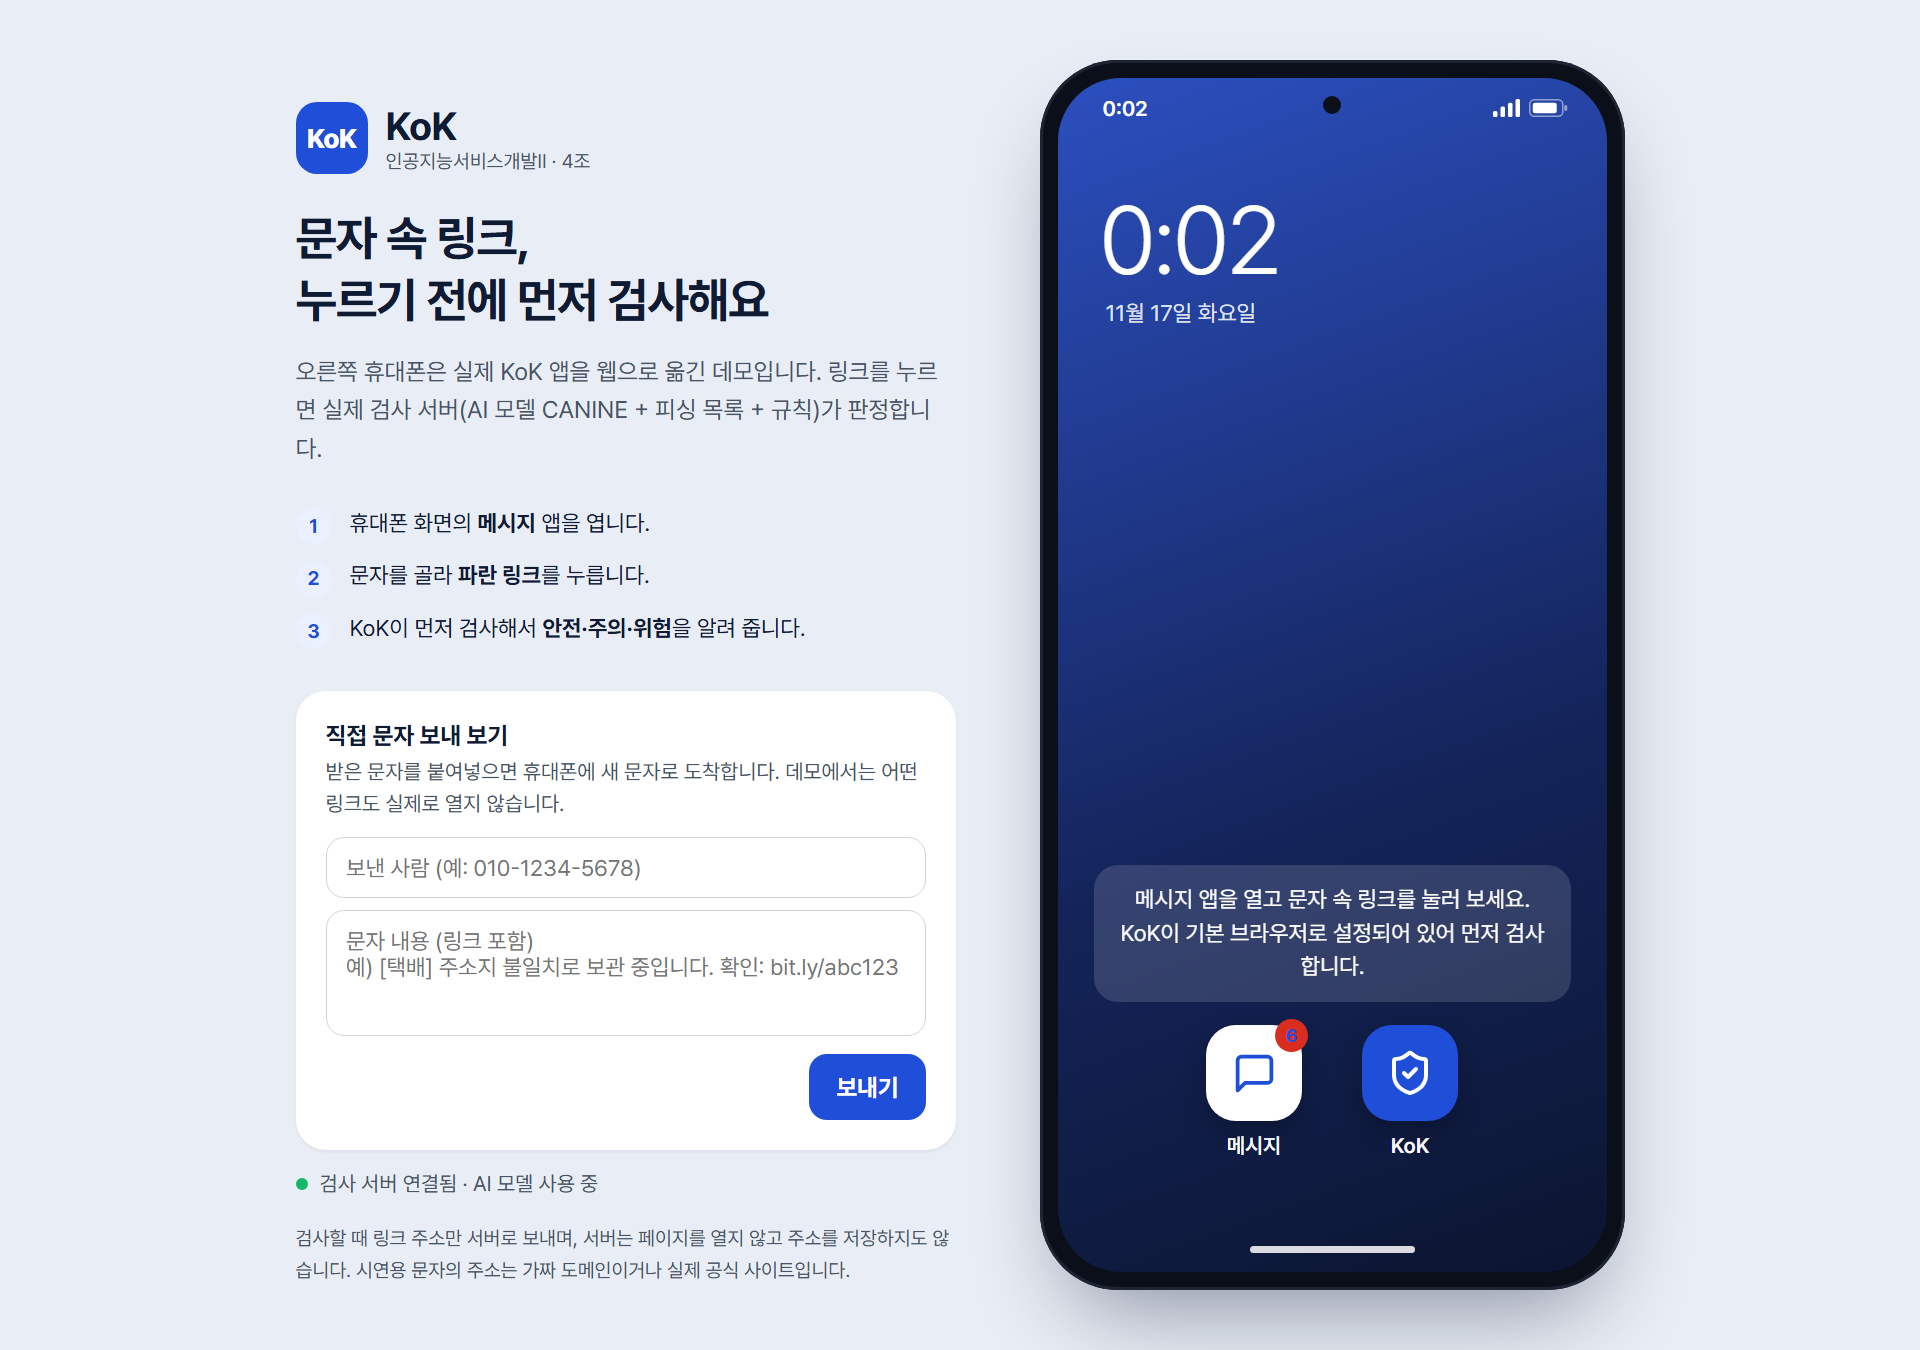 KoK
KoK
인공지능서비스개발II · 4조
문자 속 링크,
누르기 전에 먼저 검사해요
오른쪽 휴대폰은 실제 KoK 앱을 웹으로 옮긴 데모입니다. 링크를 누르
면 실제 검사 서버(AI 모델 CANINE + 피싱 목록 + 규칙)가 판정합니
다.
1 휴대폰 화면의 메시지 앱을 엽니다.
2 문자를 골라 파란 링크를 누릅니다.
3 KoK이 먼저 검사해서 안전·주의·위험을 알려 줍니다.
직접 문자 보내 보기
받은 문자를 붙여넣으면 휴대폰에 새 문자로 도착합니다. 데모에서는 어떤
링크도 실제로 열지 않습니다.
보낸 사람 (예: 010-1234-5678)
문자 내용 (링크 포함)
예) [택배] 주소지 불일치로 보관 중입니다. 확인: bit.ly/abc123
보내기
검사 서버 연결됨 · AI 모델 사용 중
검사할 때 링크 주소만 서버로 보내며, 서버는 페이지를 열지 않고 주소를 저장하지도 않
습니다. 시연용 문자의 주소는 가짜 도메인이거나 실제 공식 사이트입니다.
0:02
0:02
11월 17일 화요일
메시지 앱을 열고 문자 속 링크를 눌러 보세요.
KoK이 기본 브라우저로 설정되어 있어 먼저 검사
합니다.
6
메시지
KoK